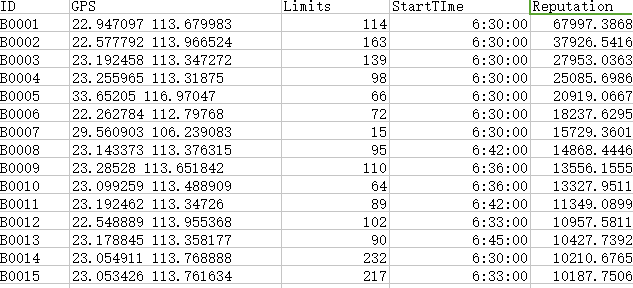 ID GPS Limits StartTIme Reputation
B0001 22.947097 113.679983 114 6:30:00 67997.3868
B0002 22.577792 113.966524 163 6:30:00 37926.5416
B0003 23.192458 113.347272 139 6:30:00 27953.0363
B0004 23.255965 113.31875 98 6:30:00 25085.6986
B0005 33.65205 116.97047 66 6:30:00 20919.0667
B0006 22.262784 112.79768 72 6:30:00 18237.6295
B0007 29.560903 106.239083 15 6:30:00 15729.3601
B0008 23.143373 113.376315 95 6:42:00 14868.4446
B0009 23.28528 113.651842 110 6:36:00 13556.1555
B0010 23.099259 113.488909 64 6:36:00 13327.9511
B0011 23.192462 113.34726 89 6:42:00 11349.0899
B0012 22.548889 113.955368 102 6:33:00 10957.5811
B0013 23.178845 113.358177 90 6:45:00 10427.7392
B0014 23.054911 113.768888 232 6:30:00 10210.6765
B0015 23.053426 113.761634 217 6:33:00 10187.7506